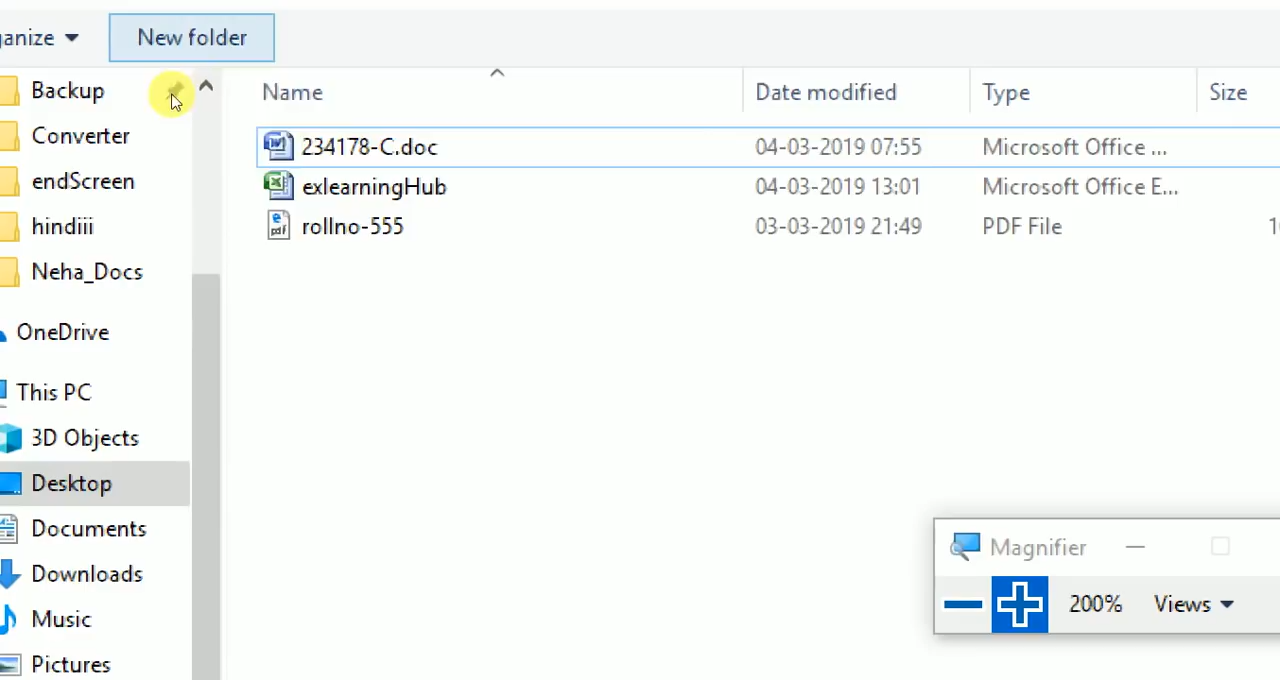 ganize New folder
Backup
Converter
endScreen
hindiii
Neha_Docs
OneDrive
This PC
3D Objects
Desktop
Documents
Downloads
Music
Pictures
Name Date modified Type Size
234178-C.doc 04-03-2019 07:55 Microsoft Office ...
exlearningHub 04-03-2019 13:01 Microsoft Office E...
rollno-555 03-03-2019 21:49 PDF File
Magnifier
200% Views